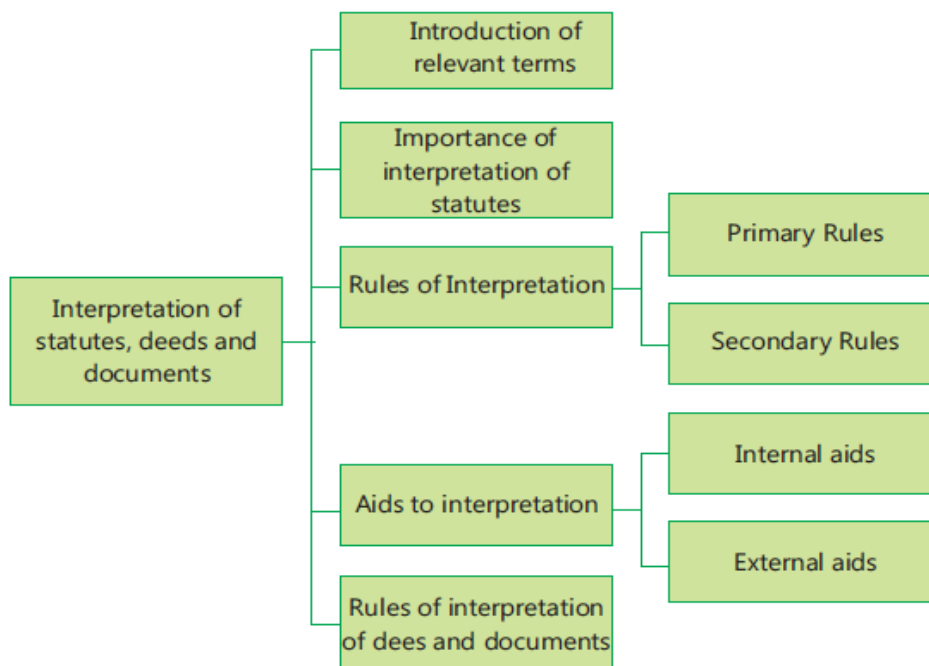 Introduction of
relevant terms
Importance of
interpretation of
statutes
Primary Rules
Rules of Interpretation
Interpretation of
statutes, deeds and
documents
Secondary Rules
Internal aids
Aids to interpretation
External aids
Rules of interpretation
of dees and documents